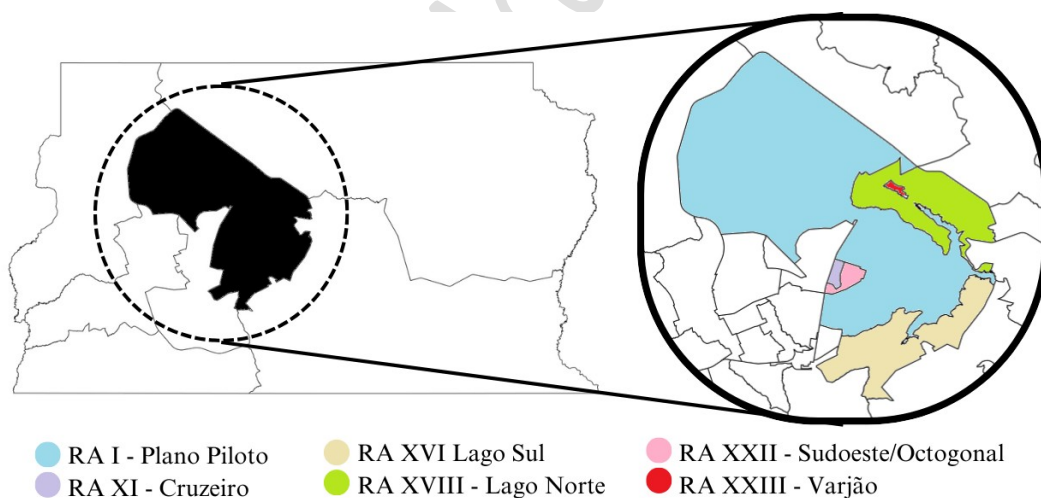 RA I - Plano Piloto
RA XVI Lago Sul
RA XXII - Sudoeste/Octogonal
RA XI - Cruzeiro
RA XVIII - Lago Norte
RA XXIII - Varjão